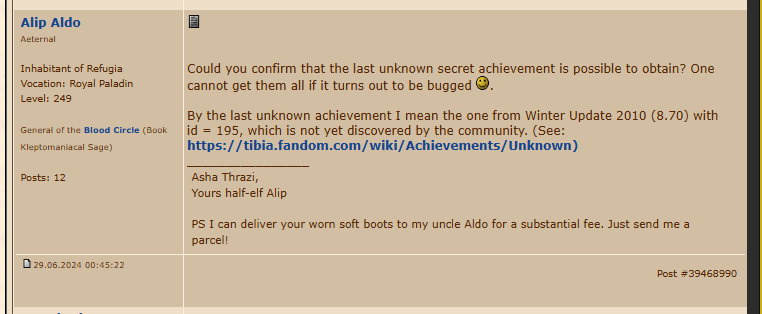 Alip Aldo
Aeternal
Inhabitant of Refugia
Vocation: Royal Paladin
Level: 249
General of the Blood Circle (Book
Kleptomaniacal Sage)
Posts: 12
Could you confirm that the last unknown secret achievement is possible to obtain? One
cannot get them all if it turns out to be bugged .
By the last unknown achievement I mean the one from Winter Update 2010 (8.70) with
id = 195, which is not yet discovered by the community. (See:
https://tibia.fandom.com/wiki/Achievements/Unknown)
________________
Asha Thrazi,
Yours half-elf Alip
PS I can deliver your worn soft boots to my uncle Aldo for a substantial fee. Just send me a
parcel!
29.06.2024 00:45:22
Post #39468990